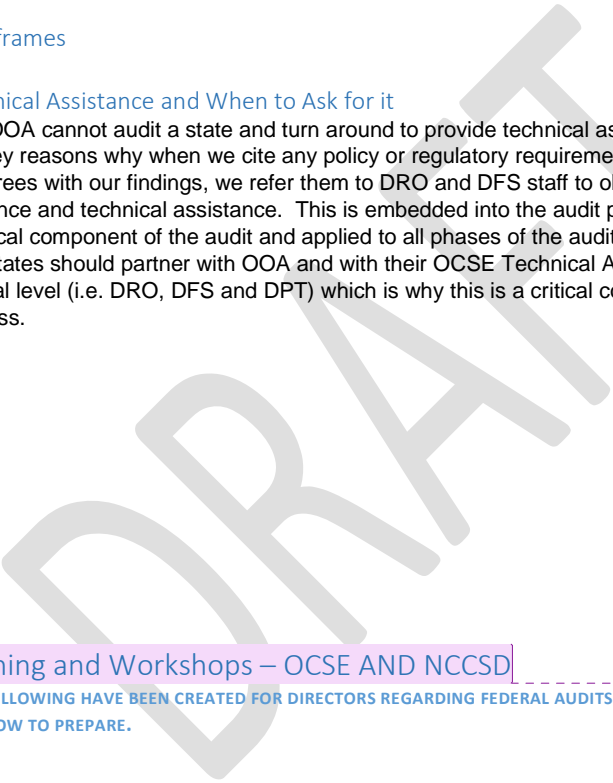 frames
nical Assistance and When to Ask for it
OOA cannot audit a state and turn around to provide technical as
ey reasons why when we cite any policy or regulatory requireme
rees with our findings, we refer them to DRO and DFS staff to ob
nce and technical assistance.  This is embedded into the audit p
cal component of the audit and applied to all phases of the audit
tates should partner with OOA and with their OCSE Technical A
al level (i.e. DRO, DFS and DPT) which is why this is a critical co
ss.
ning and Workshops – OCSE AND NCCSD
OLLOWING HAVE BEEN CREATED FOR DIRECTORS REGARDING FEDERAL AUDITS
OW TO PREPARE.
DRAFT